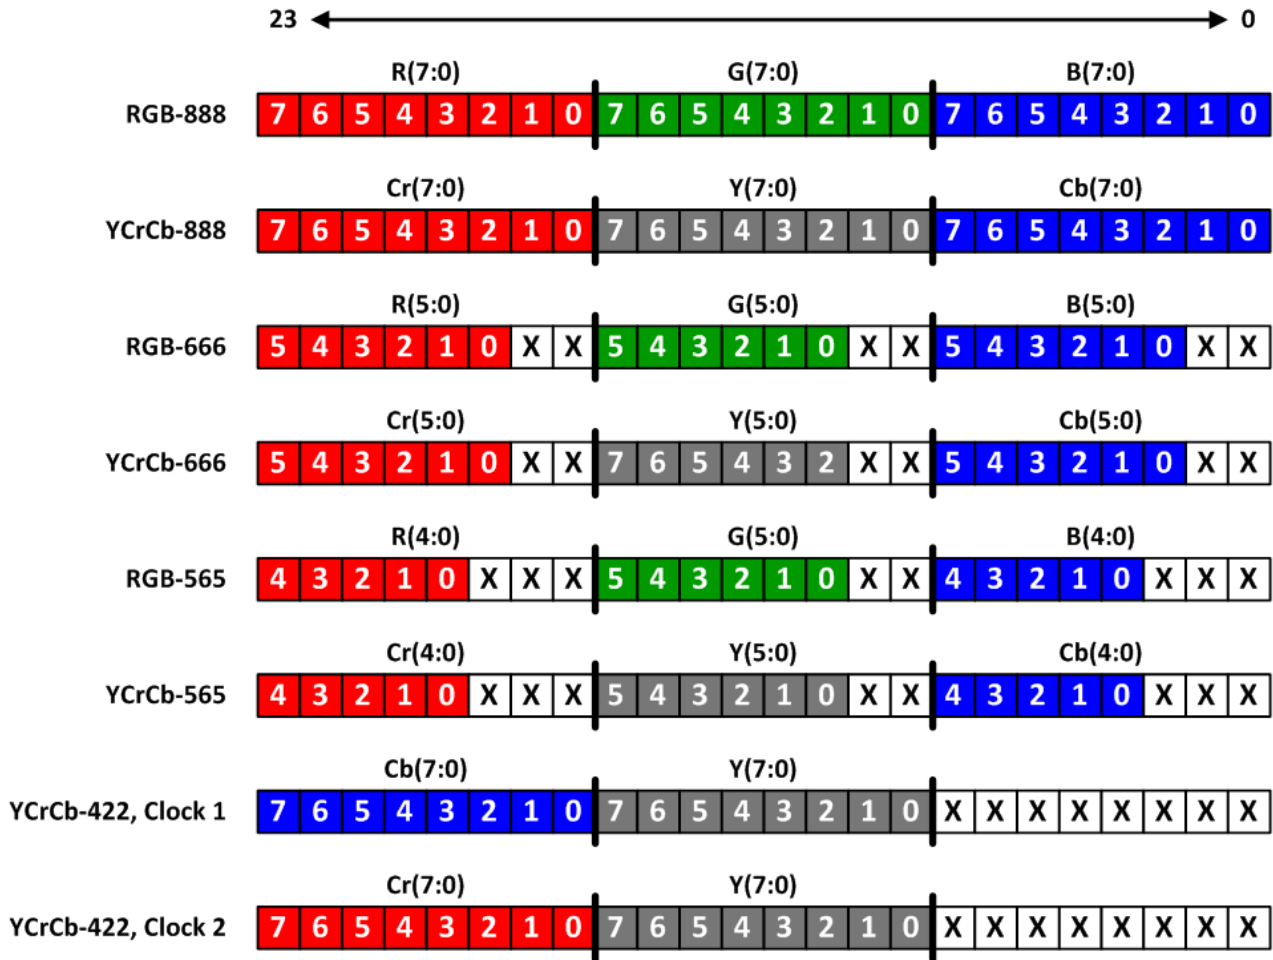 23 0
R(7:0) G(7:0) B(7:0)
RGB-888 7 6 5 4 3 2 1 0 7 6 5 4 3 2 1 0 7 6 5 4 3 2 1 0
Cr(7:0) Y(7:0) Cb(7:0)
YCrCb-888 7 6 5 4 3 2 1 0 7 6 5 4 3 2 1 0 7 6 5 4 3 2 1 0
R(5:0) G(5:0) B(5:0)
RGB-666 5 4 3 2 1 0 X X 5 4 3 2 1 0 X X 5 4 3 2 1 0 X X
Cr(5:0) Y(5:0) Cb(5:0)
YCrCb-666 5 4 3 2 1 0 X X 7 6 5 4 3 2 X X 5 4 3 2 1 0 X X
R(4:0) G(5:0) B(4:0)
RGB-565 4 3 2 1 0 X X X 5 4 3 2 1 0 X X 4 3 2 1 0 X X X
Cr(4:0) Y(5:0) Cb(4:0)
YCrCb-565 4 3 2 1 0 X X X 5 4 3 2 1 0 X X 4 3 2 1 0 X X X
Cb(7:0) Y(7:0)
YCrCb-422, Clock 1 7 6 5 4 3 2 1 0 7 6 5 4 3 2 1 0 X X X X X X X X
Cr(7:0) Y(7:0)
YCrCb-422, Clock 2 7 6 5 4 3 2 1 0 7 6 5 4 3 2 1 0 X X X X X X X X